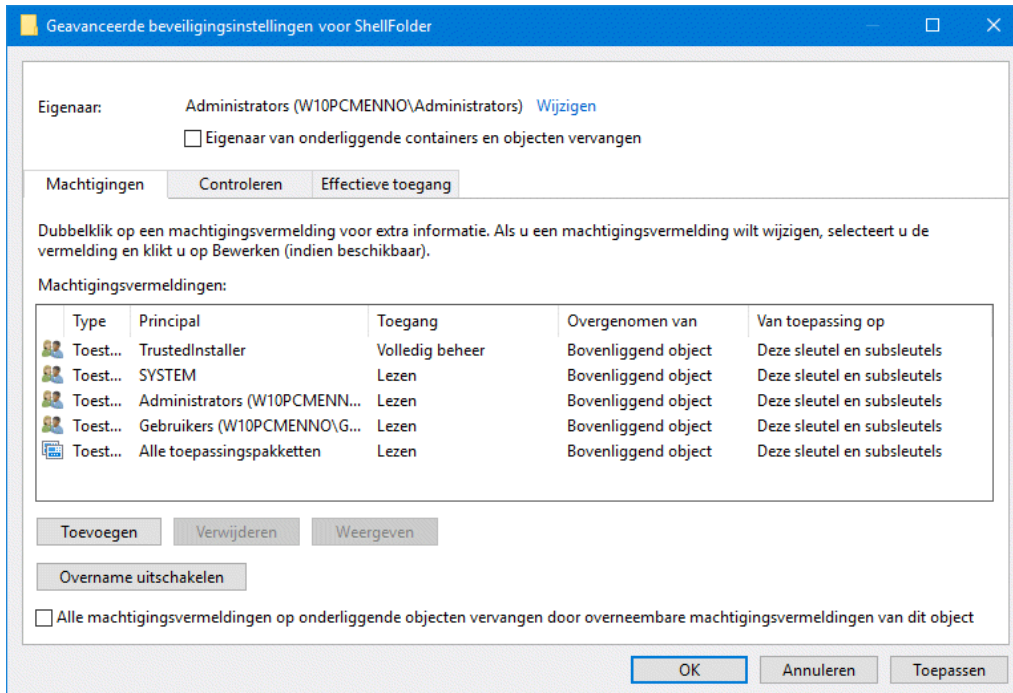 Geavanceerde beveiligingsinstellingen voor ShellFolder
Eigenaar: Administrators (W10PCMENNO\Administrators) Wijzigen
Eigenaar van onderliggende containers en objecten vervangen
Machtigingen Controleren Effectieve toegang
Dubbelklik op een machtigingsvermelding voor extra informatie. Als u een machtigingsvermelding wilt wijzigen, selecteert u de
vermelding en klikt u op Bewerken (indien beschikbaar).
Machtigingsvermeldingen:
Type Principal Toegang Overgenomen van Van toepassing op
Toest... TrustedInstaller Volledig beheer Bovenliggend object Deze sleutel en subsleutels
Toest... SYSTEM Lezen Bovenliggend object Deze sleutel en subsleutels
Toest... Administrators (W10PCMENN... Lezen Bovenliggend object Deze sleutel en subsleutels
Toest... Gebruikers (W10PCMENNO\G... Lezen Bovenliggend object Deze sleutel en subsleutels
Toest... Alle toepassingspakketten Lezen Bovenliggend object Deze sleutel en subsleutels
Toevoegen Verwijderen Weergeven
Overname uitschakelen
Alle machtigingsvermeldingen op onderliggende objecten vervangen door overneembare machtigingsvermeldingen van dit object
OK Annuleren Toepassen